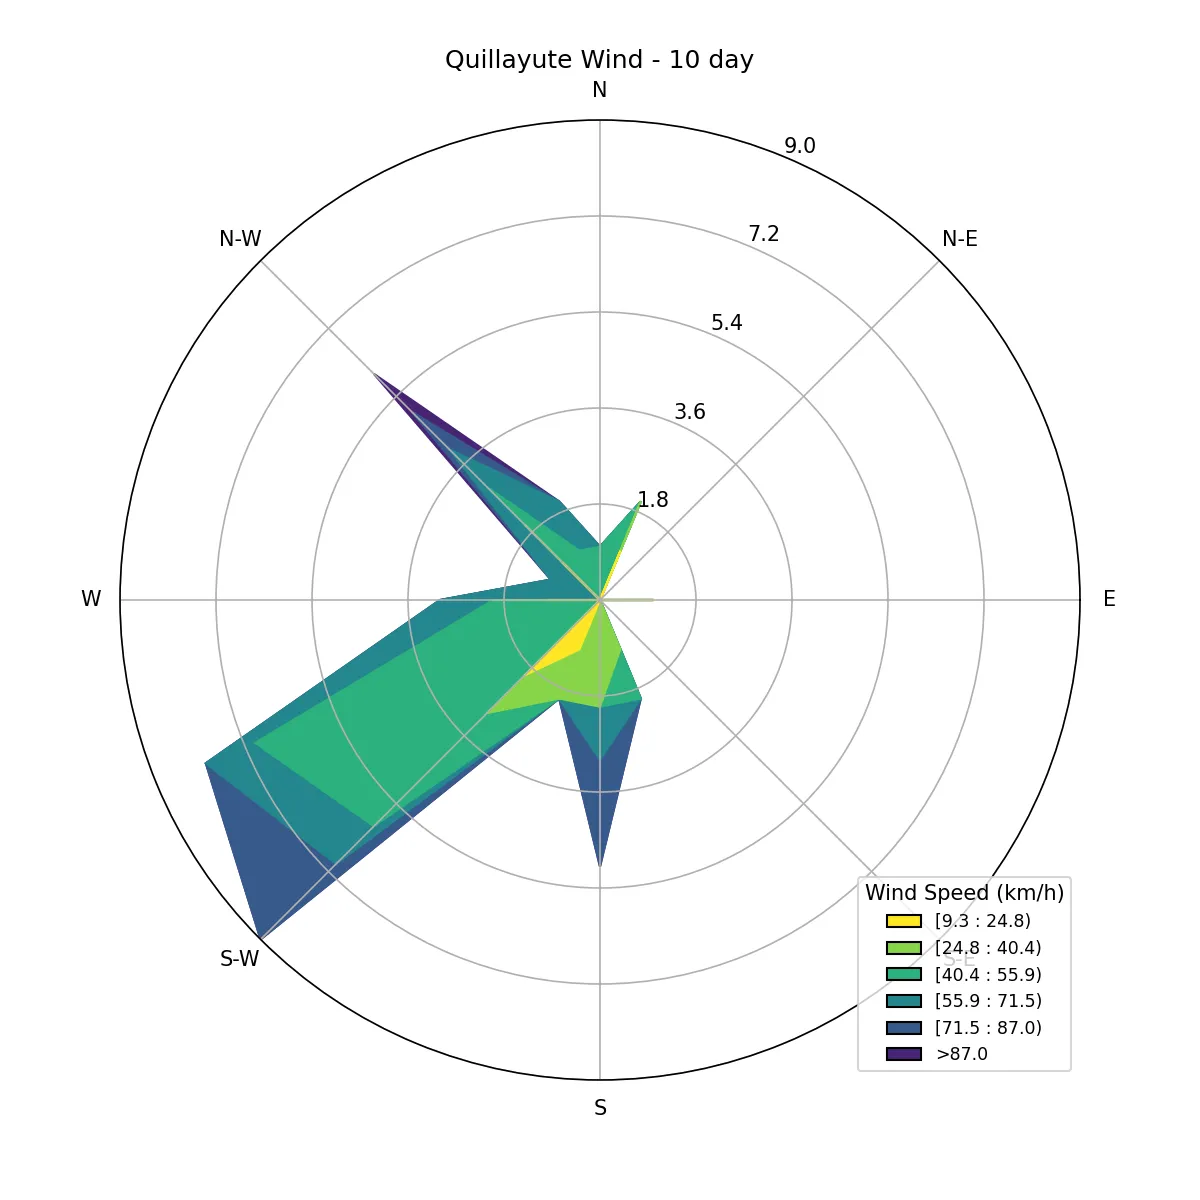 Quillayute Wind - 10 day
N
9.0
7.2
N-W
N-E
5.4
3.6
1.8
W
E
S-W
S-E
S
Wind Speed (km/h)
[9.3 : 24.8)
[24.8 : 40.4)
[40.4 : 55.9)
[55.9 : 71.5)
[71.5 : 87.0)
>87.0